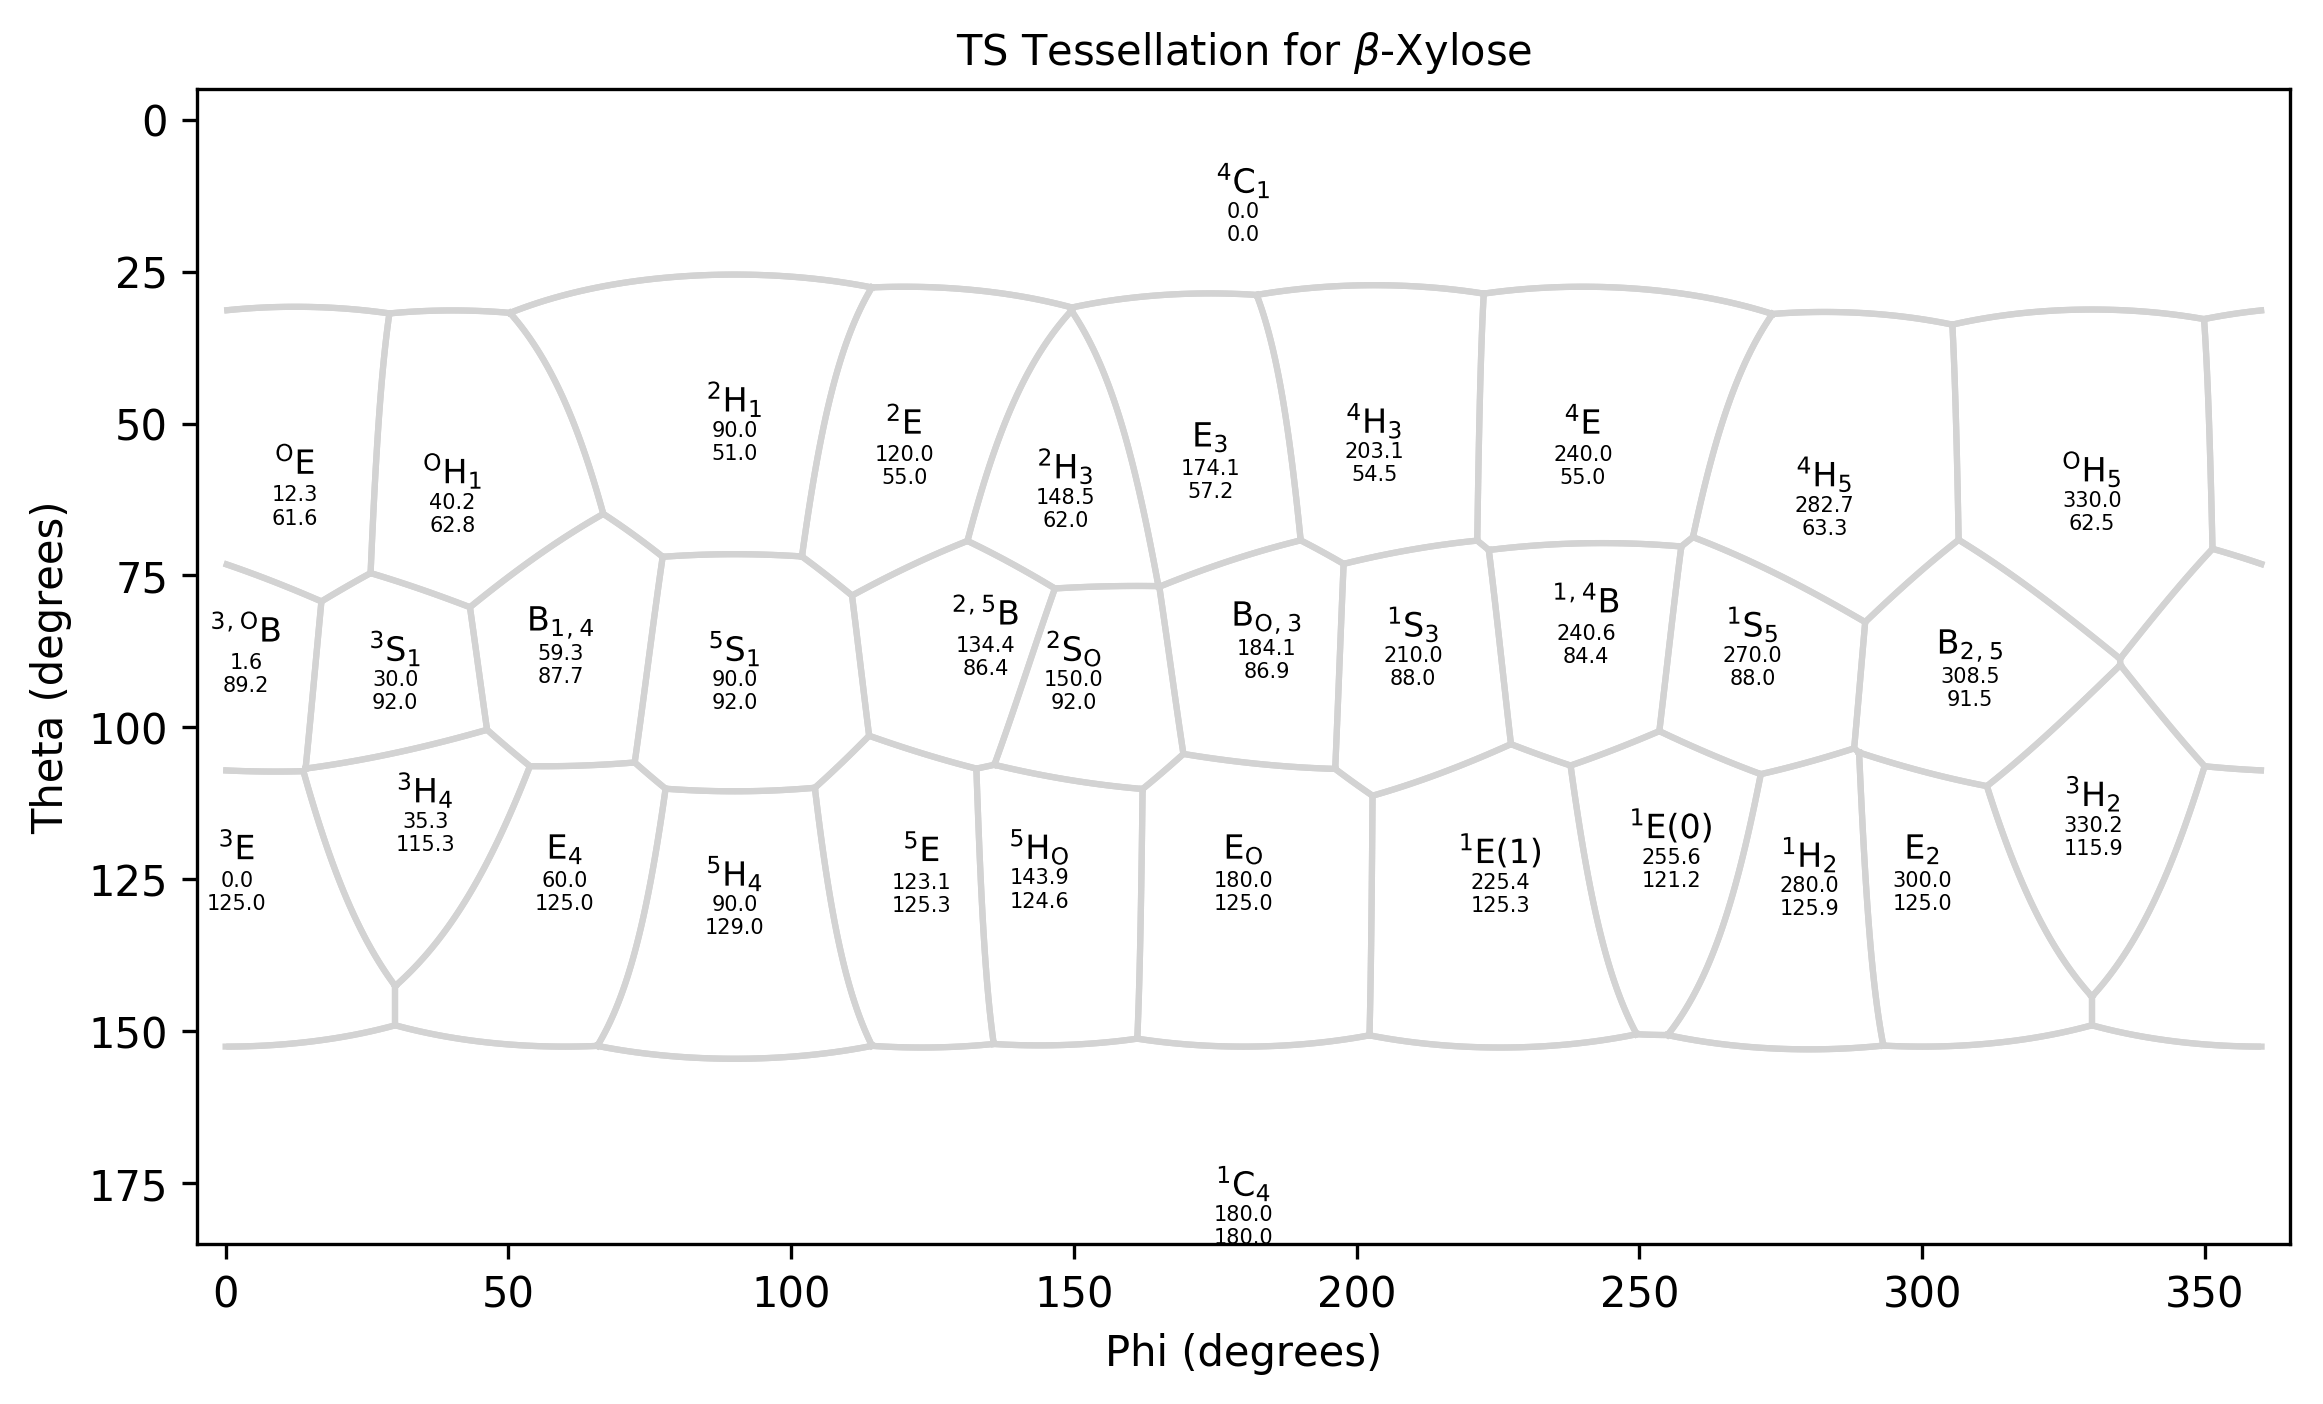 TS Tessellation for β-Xylose
Theta (degrees)
0
25
50
75
100
125
150
175
⁴C₁
0.0
0.0
ᴼE
12.3
61.6
ᴼH₁
40.2
62.8
²H₁
90.0
51.0
²E
120.0
55.0
²H₃
148.5
62.0
E₃
174.1
57.2
⁴H₃
203.1
54.5
⁴E
240.0
55.0
⁴H₅
282.7
63.3
ᴼH₅
330.0
62.5
³,ᴼB
1.6
89.2
³S₁
30.0
92.0
B₁,₄
59.3
87.7
⁵S₁
90.0
92.0
²,⁵B
134.4
86.4
²S_O
150.0
92.0
B_O,₃
184.1
86.9
¹S₃
210.0
88.0
¹,⁴B
240.6
84.4
¹S₅
270.0
88.0
B₂,₅
308.5
91.5
³E
0.0
125.0
³H₄
35.3
115.3
E₄
60.0
125.0
⁵H₄
90.0
129.0
⁵E
123.1
125.3
⁵H_O
143.9
124.6
E_O
180.0
125.0
¹E(1)
225.4
125.3
¹E(0)
255.6
121.2
¹H₂
280.0
125.9
E₂
300.0
125.0
³H₂
330.2
115.9
¹C₄
180.0
180.0
0 50 100 150 200 250 300 350
Phi (degrees)